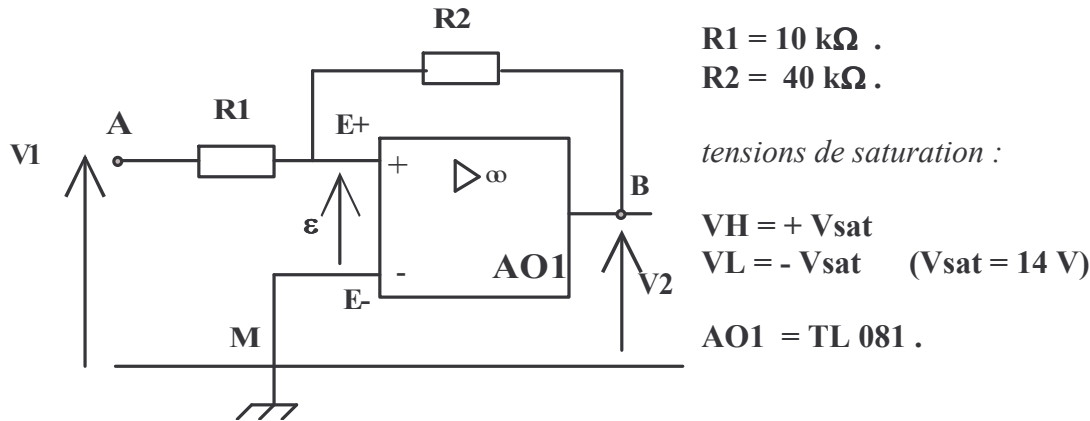 R2
R1 = 10 kΩ .
R2 = 40 kΩ .
R1
A
E+
V1
tensions de saturation :
+
∞
B
ε
VH = + Vsat
VL = - Vsat (Vsat = 14 V)
-
AO1
V2
E-
M
AO1 = TL 081 .